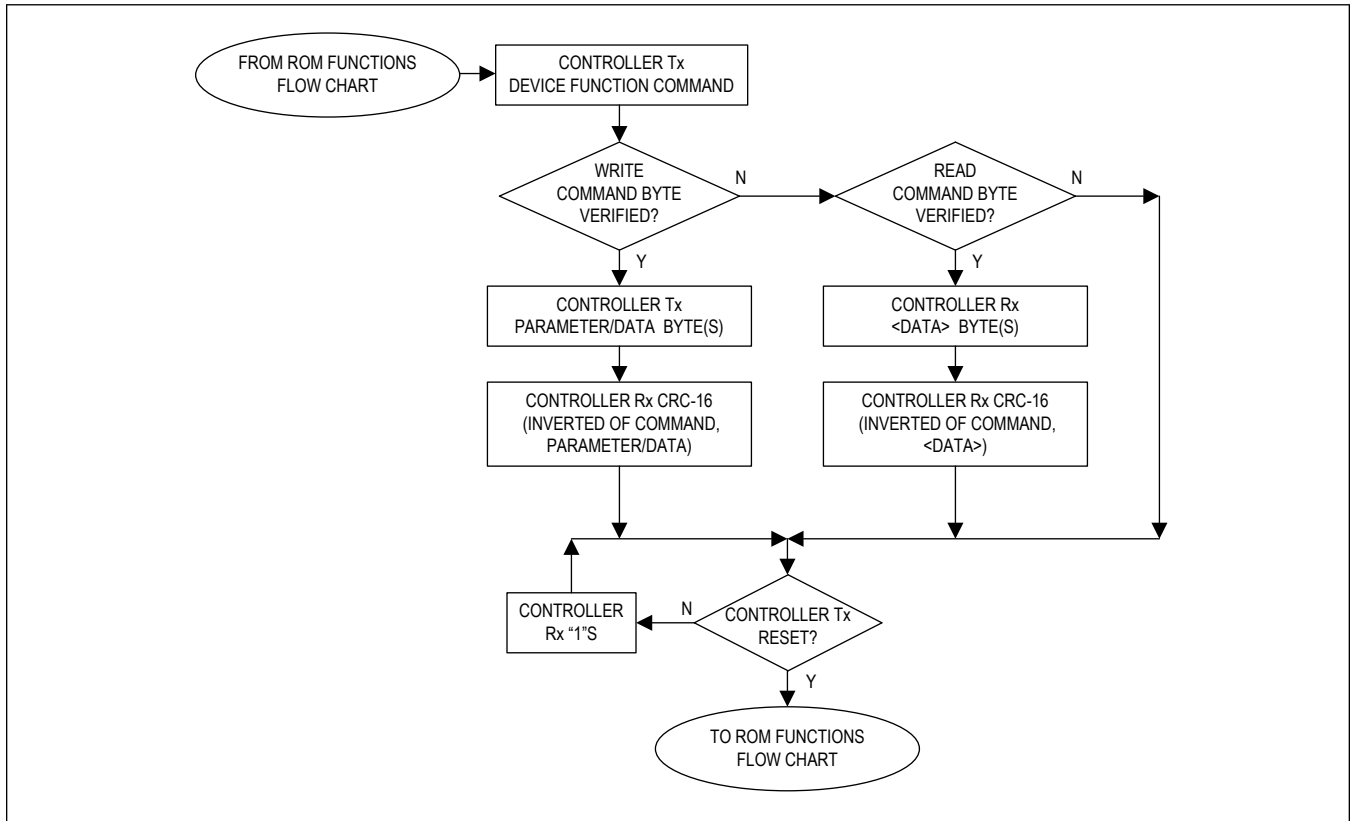 FROM ROM FUNCTIONS
FLOW CHART
CONTROLLER Tx
DEVICE FUNCTION COMMAND
WRITE
COMMAND BYTE
VERIFIED?
N
READ
COMMAND BYTE
VERIFIED?
N
Y
Y
CONTROLLER Tx
PARAMETER/DATA BYTE(S)
CONTROLLER Rx
<DATA> BYTE(S)
CONTROLLER Rx CRC-16
(INVERTED OF COMMAND,
PARAMETER/DATA)
CONTROLLER Rx CRC-16
(INVERTED OF COMMAND,
<DATA>)
CONTROLLER
Rx “1”S
N
CONTROLLER Tx
RESET?
Y
TO ROM FUNCTIONS
FLOW CHART